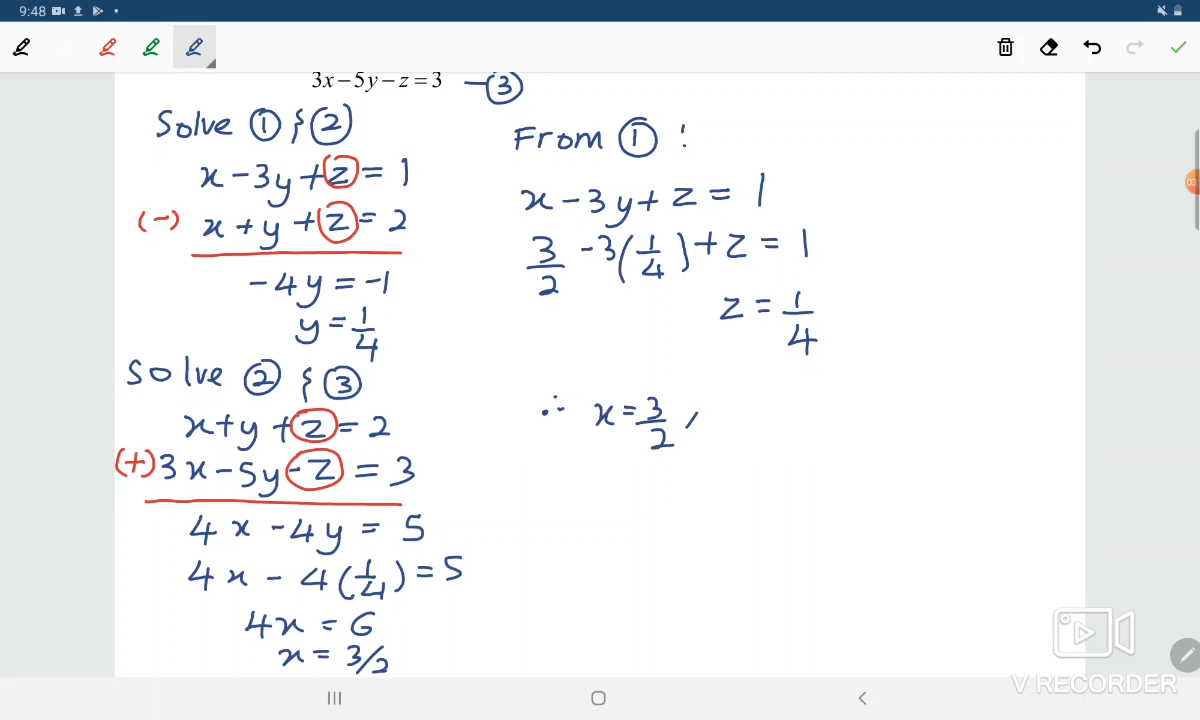 9:48
3x−5y−z=3 —③
Solve ① & ②
x - 3y + z = 1
(-) x + y + z = 2
-4y = -1
y = 1/4
Solve ② & ③
x + y + z = 2
(+) 3x - 5y - z = 3
4x - 4y = 5
4x - 4(1/4) = 5
4x = 6
x = 3/2
From ① :
x - 3y + z = 1
3/2 - 3(1/4) + z = 1
z = 1/4
∴ x = 3/2 ,
V RECORDER